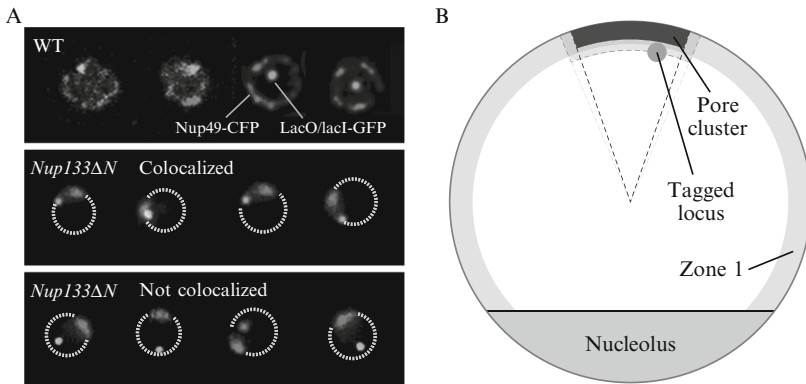 A
WT
Nup49-CFP
LacO/lacI-GFP
Nup133ΔN Colocalized
Nup133ΔN Not colocalized
B
Pore
cluster
Tagged
locus
Zone 1
Nucleolus